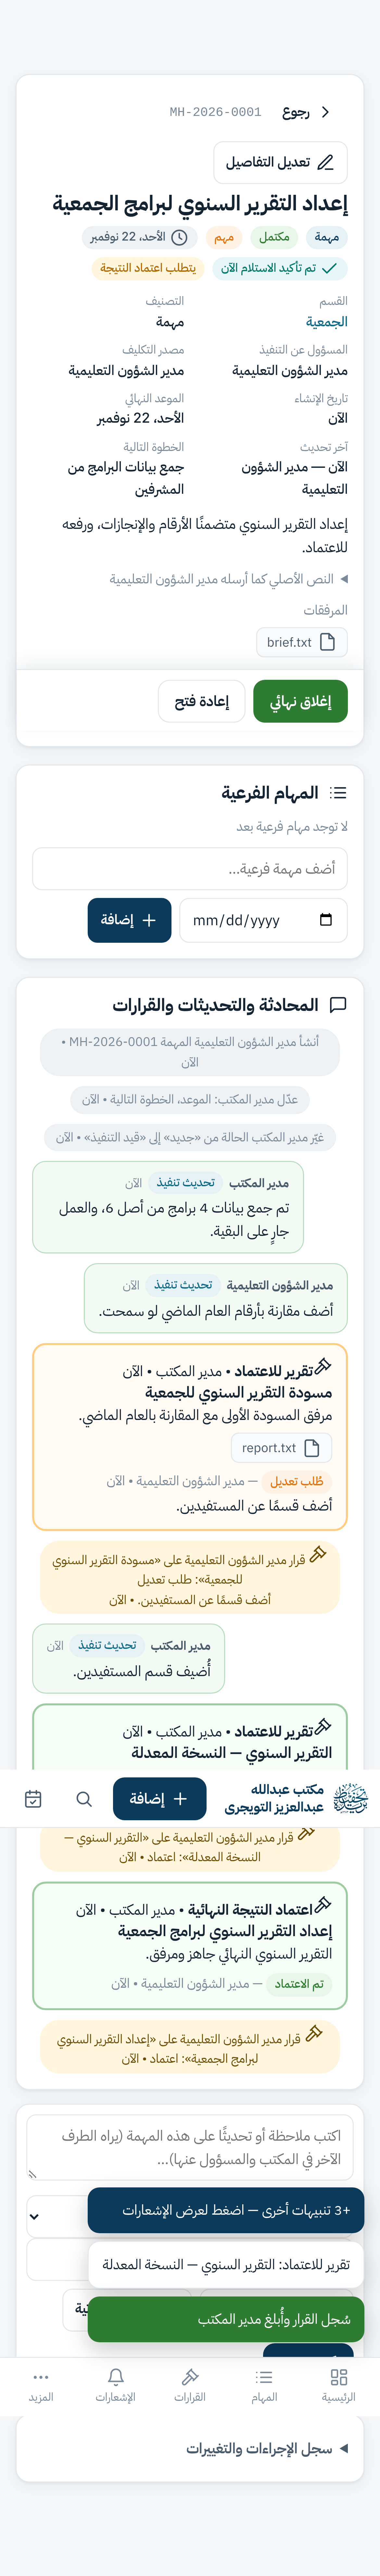 رجوع MH-2026-0001
تعديل التفاصيل
إعداد التقرير السنوي لبرامج الجمعية
مهمة مكتمل مهم الأحد، 22 نوفمبر
تم تأكيد الاستلام الآن يتطلب اعتماد النتيجة
القسم التصنيف
الجمعية مهمة
المسؤول عن التنفيذ مصدر التكليف
مدير الشؤون التعليمية مدير الشؤون التعليمية
تاريخ الإنشاء الموعد النهائي
الآن الأحد، 22 نوفمبر
آخر تحديث الخطوة التالية
الآن — مدير الشؤون جمع بيانات البرامج من
التعليمية المشرفين
إعداد التقرير السنوي متضمنًا الأرقام والإنجازات، ورفعه
للاعتماد.
النص الأصلي كما أرسله مدير الشؤون التعليمية
المرفقات
brief.txt
إغلاق نهائي إعادة فتح
المهام الفرعية
لا توجد مهام فرعية بعد
أضف مهمة فرعية...
mm/dd/yyyy إضافة
المحادثة والتحديثات والقرارات
أنشأ مدير الشؤون التعليمية المهمة MH-2026-0001 •
الآن
عدّل مدير المكتب: الموعد، الخطوة التالية • الآن
غيّر مدير المكتب الحالة من «جديد» إلى «قيد التنفيذ» • الآن
مدير المكتب تحديث تنفيذ الآن
تم جمع بيانات 4 برامج من أصل 6، والعمل
جارٍ على البقية.
مدير الشؤون التعليمية تحديث تنفيذ الآن
أضف مقارنة بأرقام العام الماضي لو سمحت.
تقرير للاعتماد • مدير المكتب • الآن
مسودة التقرير السنوي للجمعية
مرفق المسودة الأولى مع المقارنة بالعام الماضي.
report.txt
طُلب تعديل — مدير الشؤون التعليمية • الآن
أضف قسمًا عن المستفيدين.
قرار مدير الشؤون التعليمية على «مسودة التقرير السنوي
للجمعية»: طلب تعديل
أضف قسمًا عن المستفيدين. • الآن
مدير المكتب تحديث تنفيذ الآن
أُضيف قسم المستفيدين.
تقرير للاعتماد • مدير المكتب • الآن
التقرير السنوي — النسخة المعدلة
مكتب عبدالله
عبدالعزيز التويجري
إضافة
قرار مدير الشؤون التعليمية على «التقرير السنوي —
النسخة المعدلة»: اعتماد • الآن
اعتماد النتيجة النهائية • مدير المكتب • الآن
إعداد التقرير السنوي لبرامج الجمعية
التقرير السنوي النهائي جاهز ومرفق.
تم الاعتماد — مدير الشؤون التعليمية • الآن
قرار مدير الشؤون التعليمية على «إعداد التقرير السنوي
لبرامج الجمعية»: اعتماد • الآن
اكتب ملاحظة أو تحديثًا على هذه المهمة (يراه الطرف
الآخر في المكتب والمسؤول عنها)...
+3 تنبيهات أخرى — اضغط لعرض الإشعارات
تقرير للاعتماد: التقرير السنوي — النسخة المعدلة
سُجل القرار وأُبلغ مدير المكتب
الرئيسية المهام القرارات الإشعارات المزيد
سجل الإجراءات والتغييرات